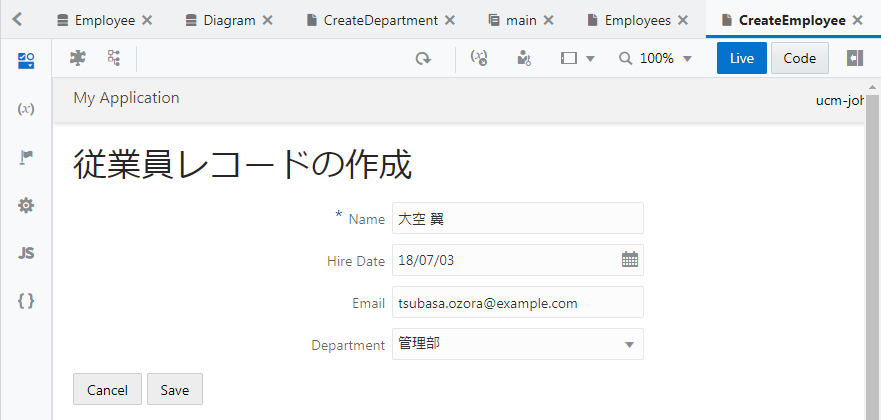 Employee Diagram CreateDepartment main Employees CreateEmployee
(x) 100% Live Code
My Application ucm-joh
(x)
従業員レコードの作成
* Name 大空 翼
Hire Date 18/07/03
JS
Email tsubasa.ozora@example.com
{ }
Department 管理部
Cancel Save